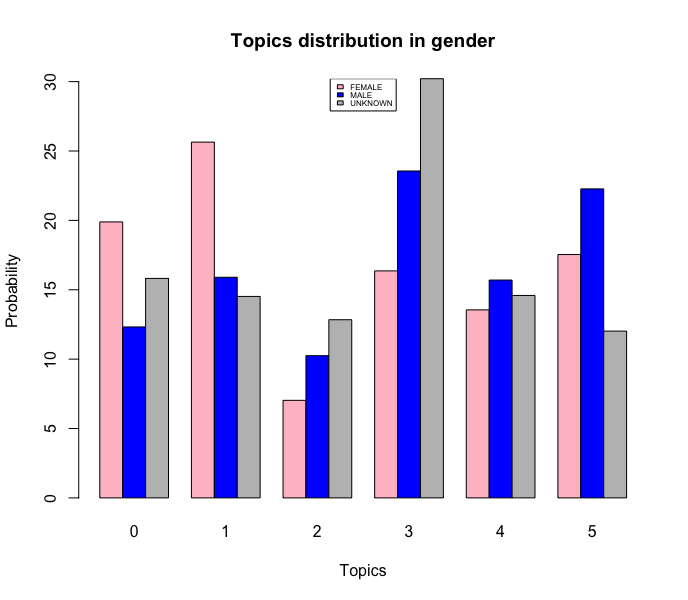 Topics distribution in gender
FEMALE
MALE
UNKNOWN
Probability
30
25
20
15
10
5
0
0 1 2 3 4 5
Topics